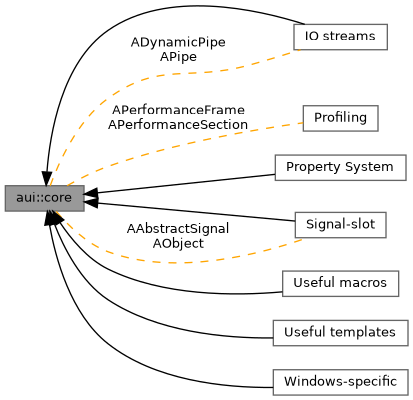 IO streams
ADynamicPipe
APipe
APerformanceFrame
APerformanceSection
Profiling
Property System
aui::core
Signal-slot
AAbstractSignal
AObject
Useful macros
Useful templates
Windows-specific